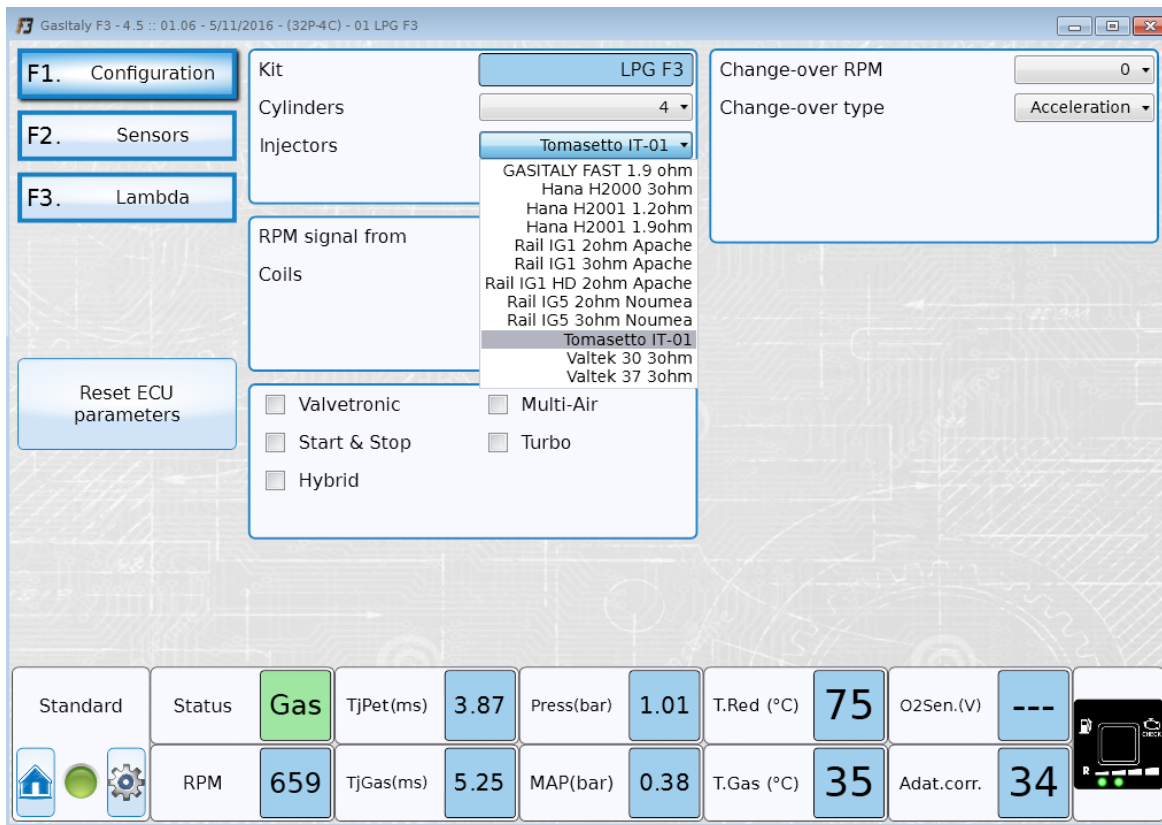 GasItaly F3 - 4.5 :: 01.06 - 5/11/2016 - (32P-4C) - 01 LPG F3
F1. Configuration
F2. Sensors
F3. Lambda
Reset ECU
parameters
Kit LPG F3
Cylinders 4
Injectors Tomasetto IT-01
GASITALY FAST 1.9 ohm
Hana H2000 3ohm
Hana H2001 1.2ohm
Hana H2001 1.9ohm
Rail IG1 2ohm Apache
Rail IG1 3ohm Apache
Rail IG1 HD 2ohm Apache
Rail IG5 2ohm Noumea
Rail IG5 3ohm Noumea
Tomasetto IT-01
Valtek 30 3ohm
Valtek 37 3ohm
RPM signal from
Coils
Valvetronic Multi-Air
Start & Stop Turbo
Hybrid
Change-over RPM 0
Change-over type Acceleration
Standard Status Gas TjPet(ms) 3.87 Press(bar) 1.01 T.Red (°C) 75 O2Sen.(V) ---
RPM 659 TjGas(ms) 5.25 MAP(bar) 0.38 T.Gas (°C) 35 Adat.corr. 34
CHECK
R